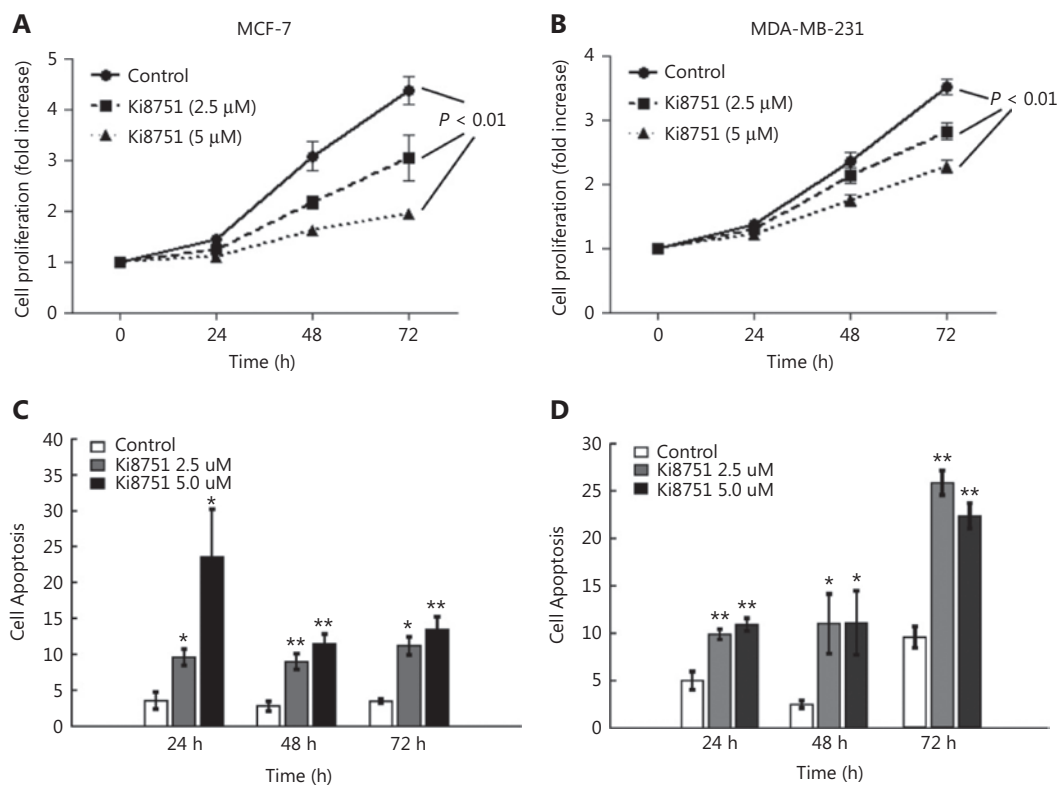 A
MCF-7
5
4
3
2
1
0
Cell proliferation (fold increase)
Control
Ki8751 (2.5 μM)
Ki8751 (5 μM)
P < 0.01
0 24 48 72
Time (h)
B
MDA-MB-231
4
3
2
1
0
Cell proliferation (fold increase)
Control
Ki8751 (2.5 μM)
Ki8751 (5 μM)
P < 0.01
0 24 48 72
Time (h)
C
40
35
30
25
20
15
10
5
0
Cell Apoptosis
Control
Ki8751 2.5 uM
Ki8751 5.0 uM
* *
** **
* **
24 h 48 h 72 h
Time (h)
D
30
25
20
15
10
5
0
Cell Apoptosis
Control
Ki8751 2.5 uM
Ki8751 5.0 uM
** **
* *
** **
24 h 48 h 72 h
Time (h)